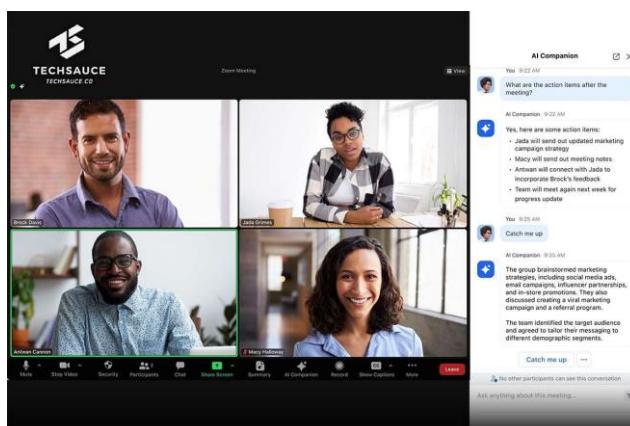 TECHSAUCE
TECHSAUCE CO
Zoom Meeting
View
Brock Davis
Jada Grimes
Antwan Cannon
Macy Halloway
Mute
Stop Video
Security
Participants
Chat
Share Screen
Summary
AI Companion
Record
Show Captions
More
Leave
AI Companion
You 9:22 AM
What are the action items after the
meeting?
AI Companion 9:22 AM
Yes, here are some action items:
• Jada will send out updated marketing
campaign strategy
• Macy will send out meeting notes
• Antwan will connect with Jada to
incorporate Brock's feedback
• Team will meet again next week for
progress update
You 9:25 AM
Catch me up
AI Companion
The group brainstormed marketing
strategies, including social media ads,
email campaigns, influencer partnerships,
and in-store promotions. They also
discussed creating a viral marketing
campaign and a referral program.
The team identified the target audience
and agreed to tailor their messaging to
different demographic segments.
Catch me up
No other participants can see this conversation
Ask anything about this meeting...